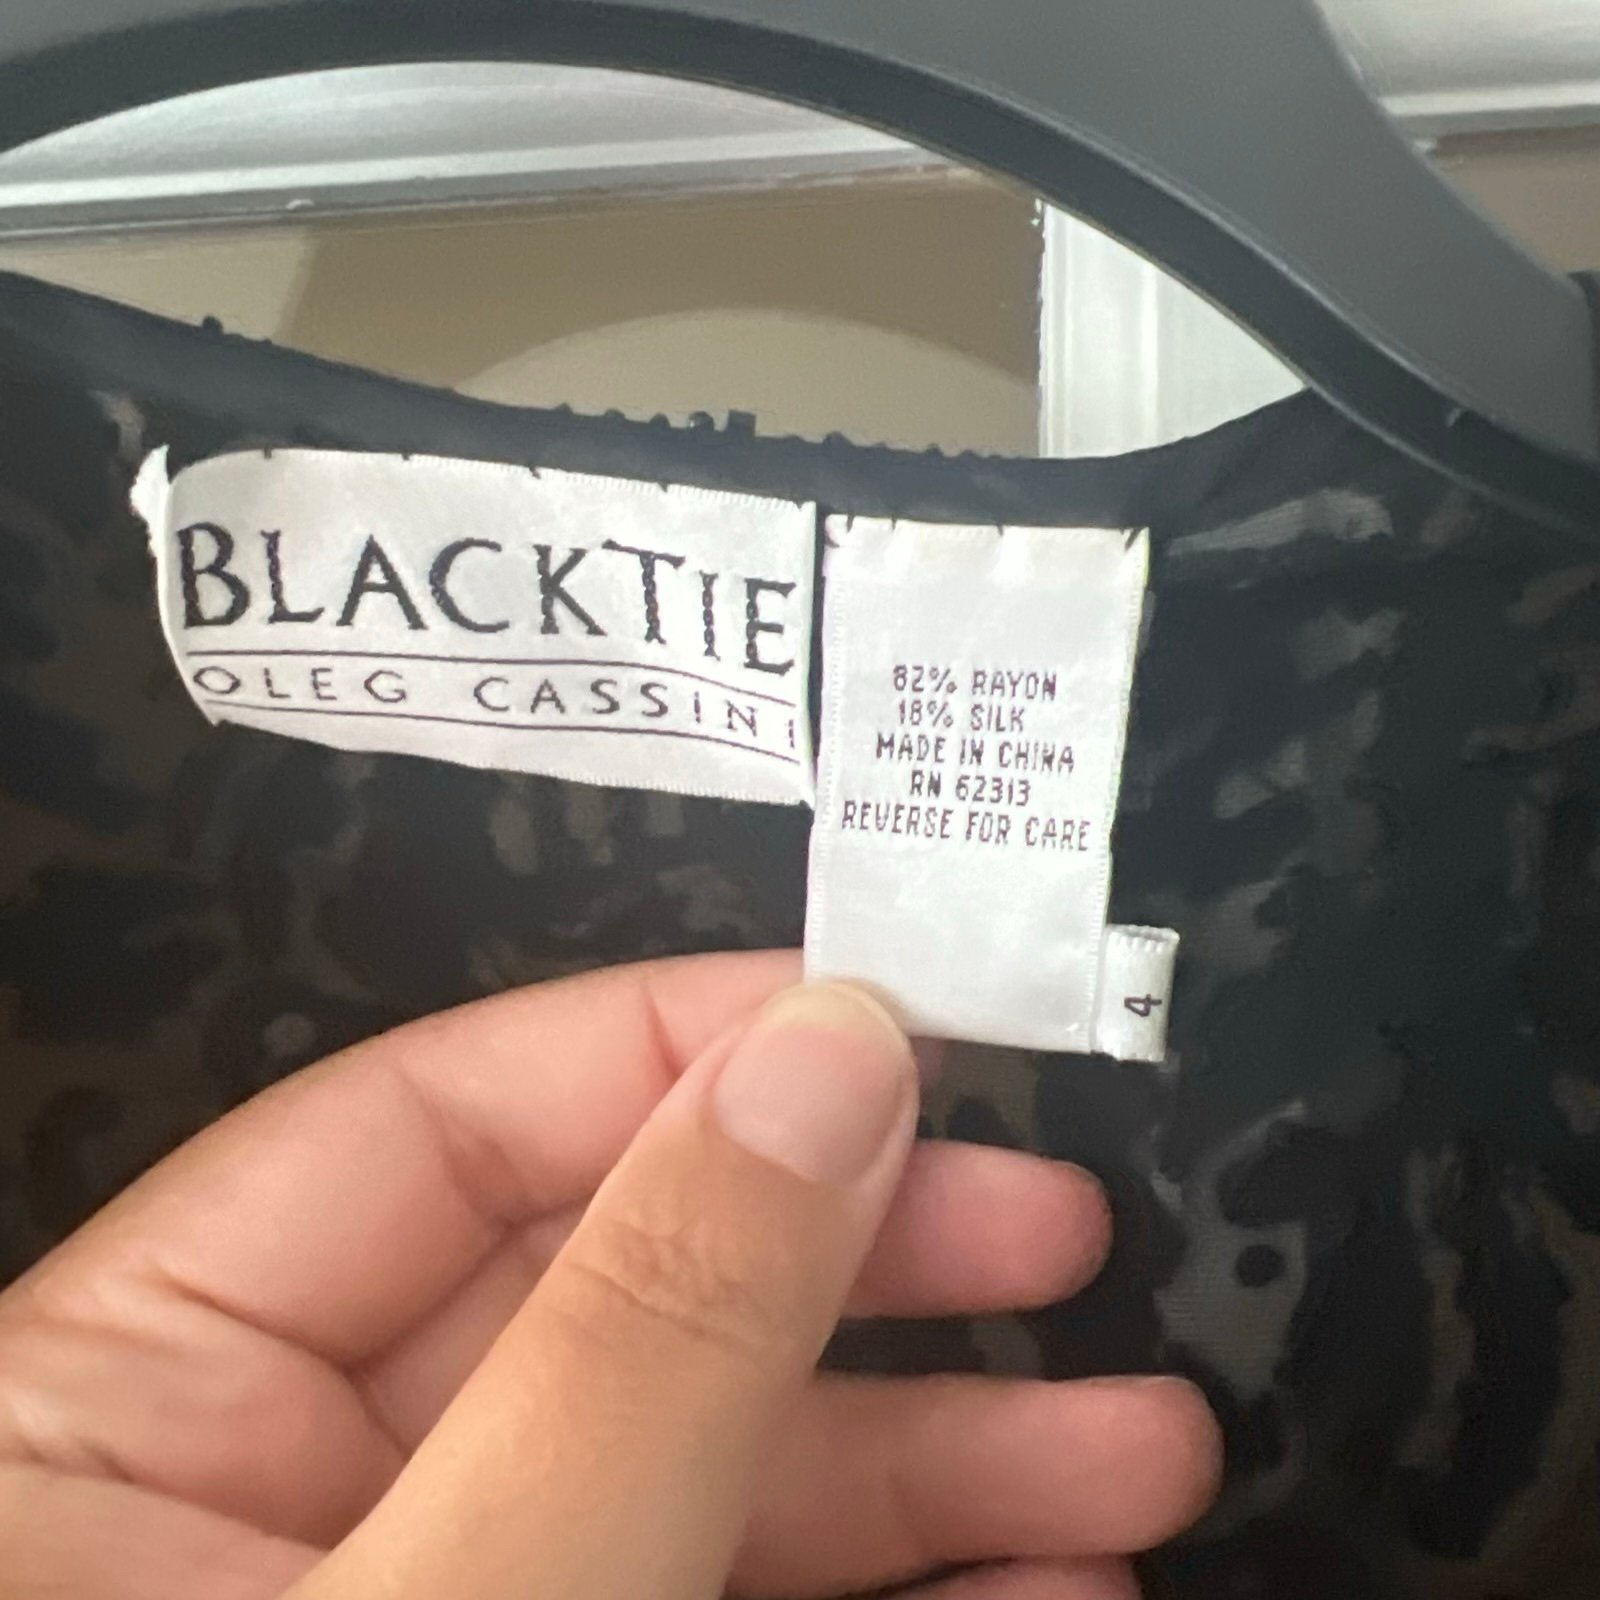 BLACKTIE
OLEG CASSINI
82% RAYON
18% SILK
MADE IN CHINA
RN 62313
REVERSE FOR CARE
4